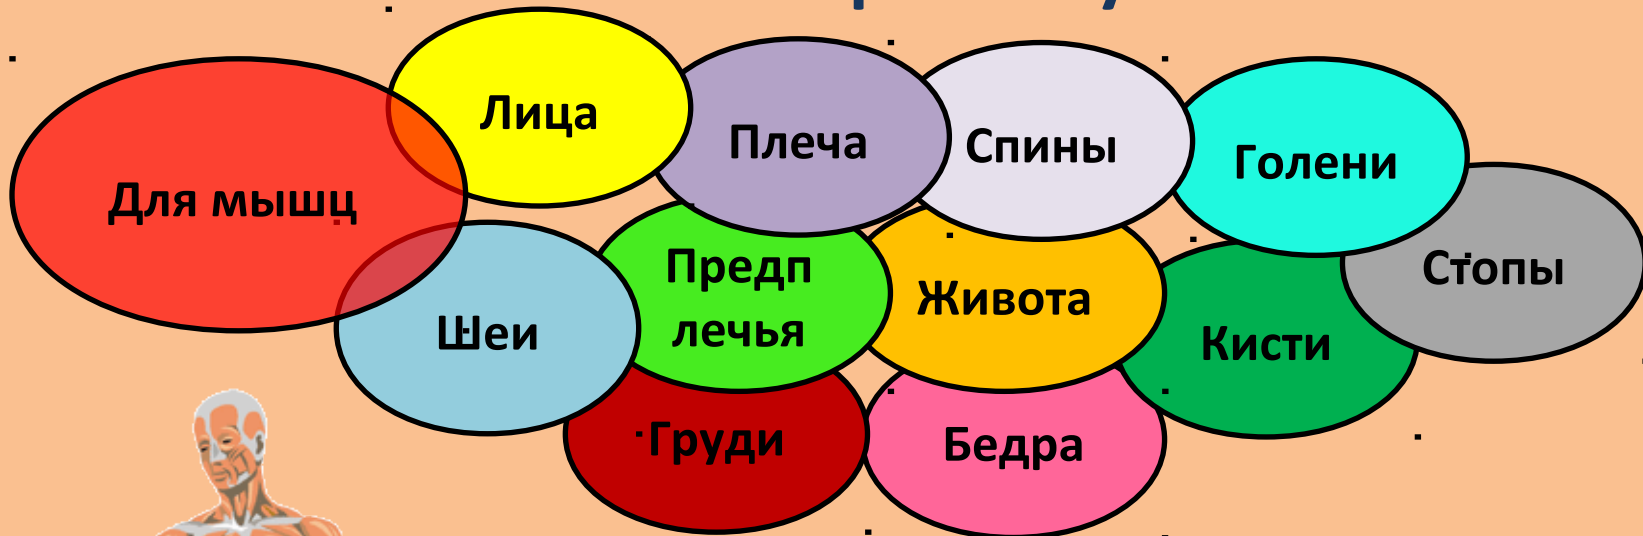 Для мышц
Лица
Плеча
Спины
Голени
Стопы
Шеи
Предп
лечья
Живота
Кисти
Груди
Бедра